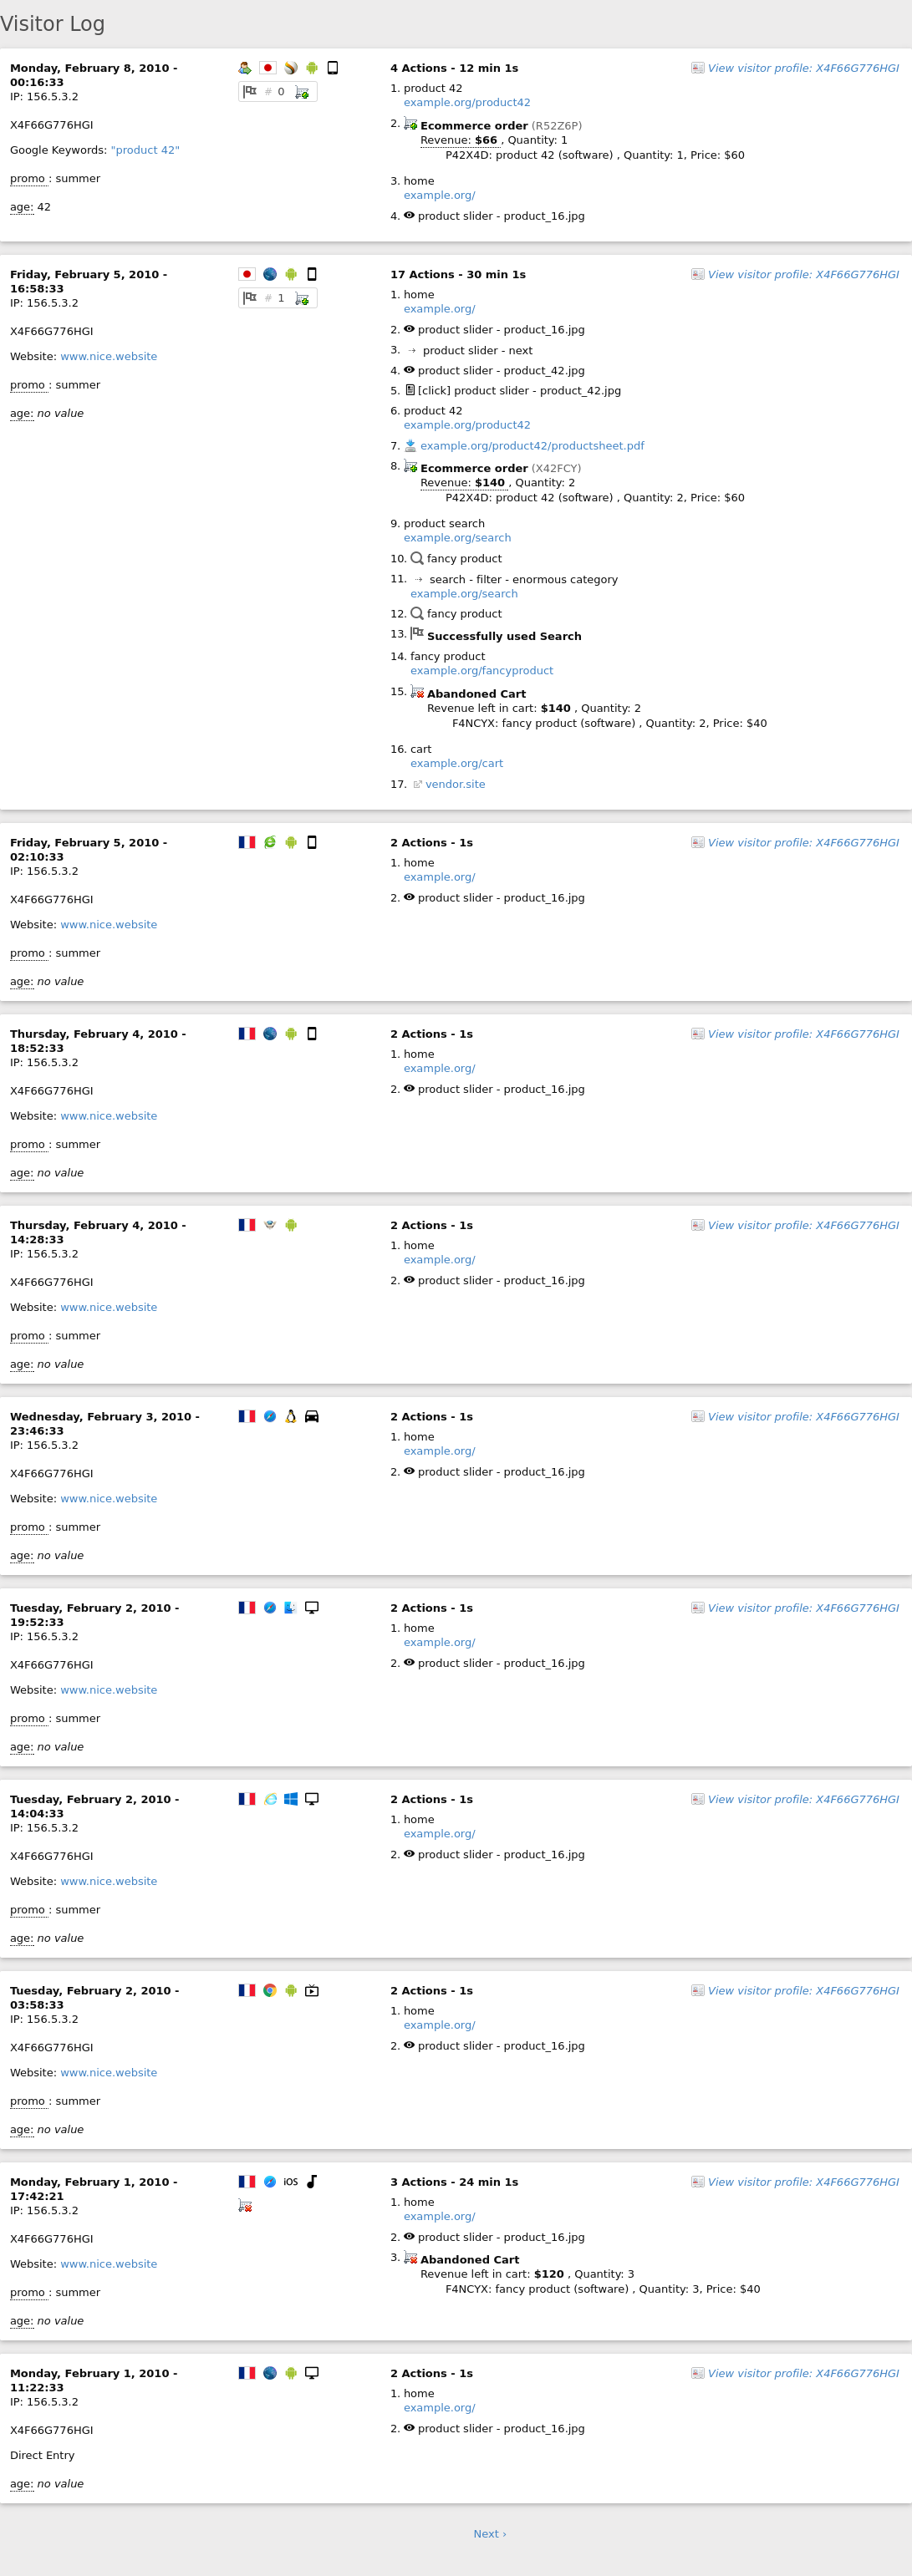 Visitor Log
Monday, February 8, 2010 -
00:16:33
IP: 156.5.3.2
X4F66G776HGI
Google Keywords: "product 42"
promo : summer
age: 42
# 0
4 Actions - 12 min 1s
View visitor profile: X4F66G776HGI
1. product 42
example.org/product42
2. Ecommerce order (R52Z6P)
Revenue: $66 , Quantity: 1
P42X4D: product 42 (software) , Quantity: 1, Price: $60
3. home
example.org/
4. product slider - product_16.jpg
Friday, February 5, 2010 -
16:58:33
IP: 156.5.3.2
X4F66G776HGI
Website: www.nice.website
promo : summer
age: no value
# 1
17 Actions - 30 min 1s
View visitor profile: X4F66G776HGI
1. home
example.org/
2. product slider - product_16.jpg
3. → product slider - next
4. product slider - product_42.jpg
5. [click] product slider - product_42.jpg
6. product 42
example.org/product42
7. example.org/product42/productsheet.pdf
8. Ecommerce order (X42FCY)
Revenue: $140 , Quantity: 2
P42X4D: product 42 (software) , Quantity: 2, Price: $60
9. product search
example.org/search
10. fancy product
11. → search - filter - enormous category
example.org/search
12. fancy product
13. Successfully used Search
14. fancy product
example.org/fancyproduct
15. Abandoned Cart
Revenue left in cart: $140 , Quantity: 2
F4NCYX: fancy product (software) , Quantity: 2, Price: $40
16. cart
example.org/cart
17. vendor.site
Friday, February 5, 2010 -
02:10:33
IP: 156.5.3.2
X4F66G776HGI
Website: www.nice.website
promo : summer
age: no value
2 Actions - 1s
View visitor profile: X4F66G776HGI
1. home
example.org/
2. product slider - product_16.jpg
Thursday, February 4, 2010 -
18:52:33
IP: 156.5.3.2
X4F66G776HGI
Website: www.nice.website
promo : summer
age: no value
2 Actions - 1s
View visitor profile: X4F66G776HGI
1. home
example.org/
2. product slider - product_16.jpg
Thursday, February 4, 2010 -
14:28:33
IP: 156.5.3.2
X4F66G776HGI
Website: www.nice.website
promo : summer
age: no value
2 Actions - 1s
View visitor profile: X4F66G776HGI
1. home
example.org/
2. product slider - product_16.jpg
Wednesday, February 3, 2010 -
23:46:33
IP: 156.5.3.2
X4F66G776HGI
Website: www.nice.website
promo : summer
age: no value
2 Actions - 1s
View visitor profile: X4F66G776HGI
1. home
example.org/
2. product slider - product_16.jpg
Tuesday, February 2, 2010 -
19:52:33
IP: 156.5.3.2
X4F66G776HGI
Website: www.nice.website
promo : summer
age: no value
2 Actions - 1s
View visitor profile: X4F66G776HGI
1. home
example.org/
2. product slider - product_16.jpg
Tuesday, February 2, 2010 -
14:04:33
IP: 156.5.3.2
X4F66G776HGI
Website: www.nice.website
promo : summer
age: no value
2 Actions - 1s
View visitor profile: X4F66G776HGI
1. home
example.org/
2. product slider - product_16.jpg
Tuesday, February 2, 2010 -
03:58:33
IP: 156.5.3.2
X4F66G776HGI
Website: www.nice.website
promo : summer
age: no value
2 Actions - 1s
View visitor profile: X4F66G776HGI
1. home
example.org/
2. product slider - product_16.jpg
Monday, February 1, 2010 -
17:42:21
IP: 156.5.3.2
X4F66G776HGI
Website: www.nice.website
promo : summer
age: no value
iOS
3 Actions - 24 min 1s
View visitor profile: X4F66G776HGI
1. home
example.org/
2. product slider - product_16.jpg
3. Abandoned Cart
Revenue left in cart: $120 , Quantity: 3
F4NCYX: fancy product (software) , Quantity: 3, Price: $40
Monday, February 1, 2010 -
11:22:33
IP: 156.5.3.2
X4F66G776HGI
Direct Entry
age: no value
2 Actions - 1s
View visitor profile: X4F66G776HGI
1. home
example.org/
2. product slider - product_16.jpg
Next ›